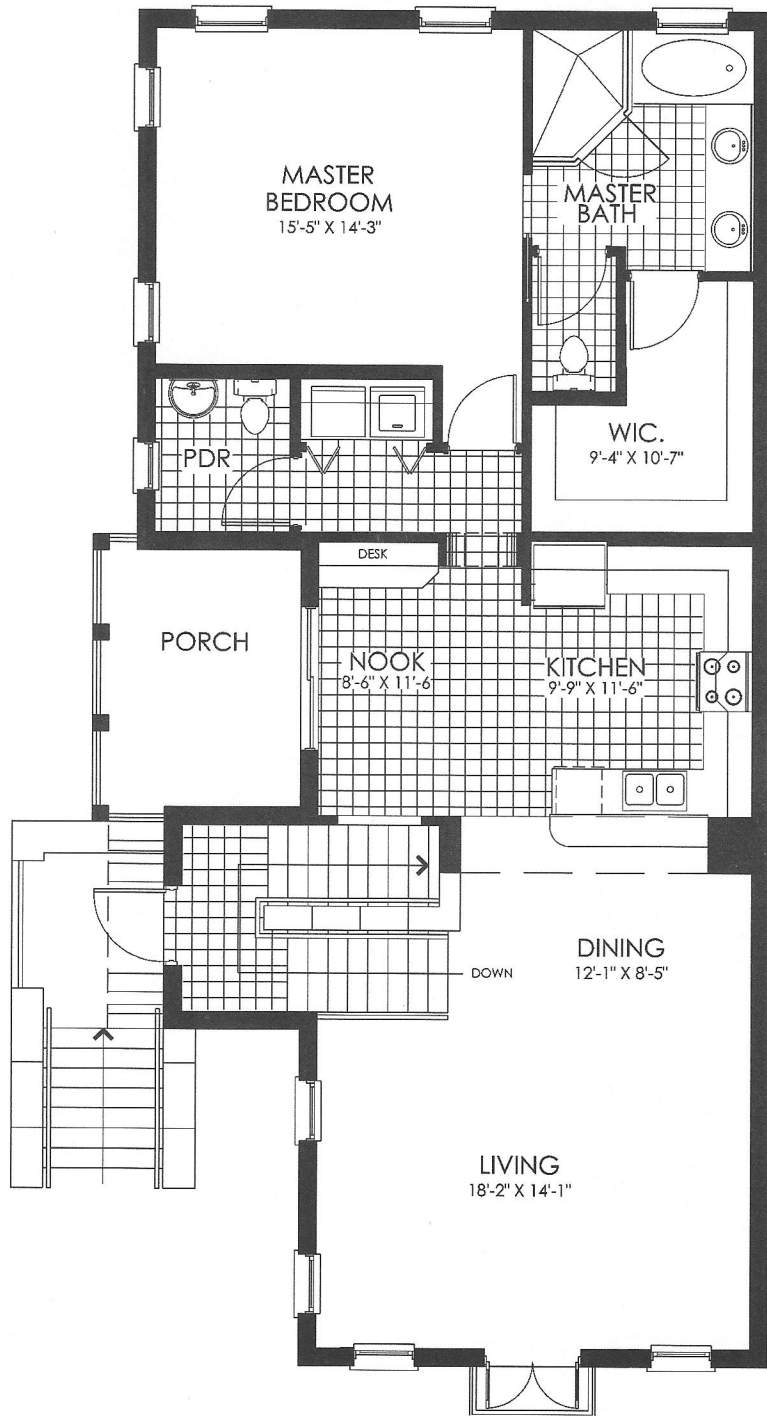 MASTER
BEDROOM
15'-5" X 14'-3"
MASTER
BATH
PDR
WIC.
9'-4" X 10'-7"
DESK
PORCH
NOOK
8'-6" X 11'-6
KITCHEN
9'-9" X 11'-6"
DINING
12'-1" X 8'-5"
DOWN
LIVING
18'-2" X 14'-1"